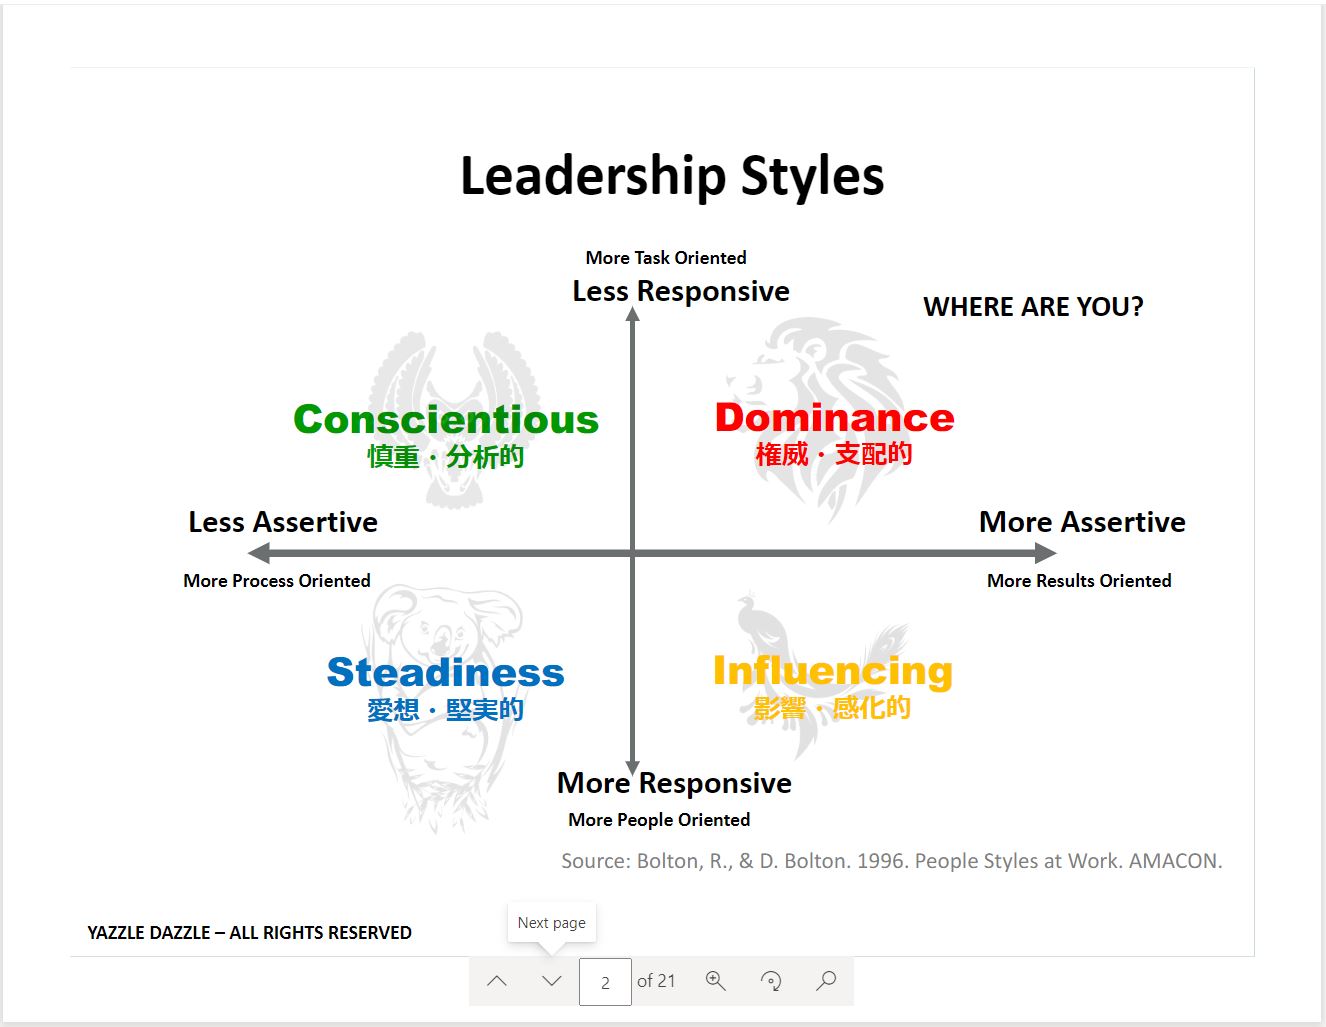 Leadership Styles
More Task Oriented
Less Responsive
WHERE ARE YOU?
Conscientious
慎重・分析的
Dominance
権威・支配的
Less Assertive
More Assertive
More Process Oriented
More Results Oriented
Steadiness
愛想・堅実的
Influencing
影響・感化的
More Responsive
More People Oriented
Source: Bolton, R., & D. Bolton. 1996. People Styles at Work. AMACON.
YAZZLE DAZZLE – ALL RIGHTS RESERVED
Next page
2 of 21